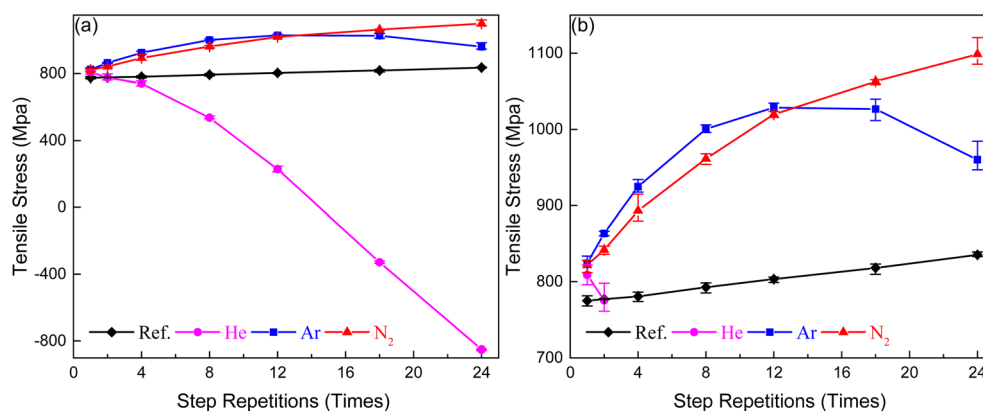 (a)
Tensile Stress (Mpa)
800
400
0
-400
-800
Ref. He Ar N2
0 4 8 12 16 20 24
Step Repetitions (Times)
(b)
Tensile Stress (Mpa)
1100
1000
900
800
700
Ref. He Ar N2
0 4 8 12 16 20 24
Step Repetitions (Times)